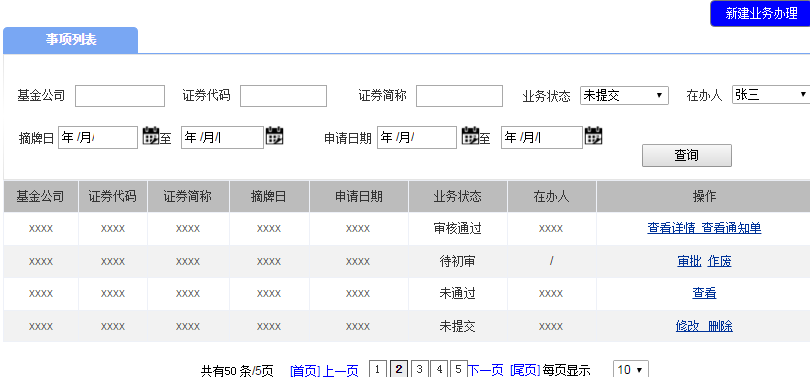 新建业务办理
事项列表
基金公司 证券代码 证券简称 业务状态 未提交 在办人 张三
摘牌日 年 /月/ 至 年 /月/ 申请日期 年 /月/ 至 年 /月/
查询
基金公司 证券代码 证券简称 摘牌日 申请日期 业务状态 在办人 操作
xxxx xxxx xxxx xxxx xxxx 审核通过 xxxx 查看详情 查看通知单
xxxx xxxx xxxx xxxx xxxx 待初审 / 审批 作废
xxxx xxxx xxxx xxxx xxxx 未通过 xxxx 查看
xxxx xxxx xxxx xxxx xxxx 未提交 xxxx 修改 删除
共有50 条/5页 [首页] 上一页 1 2 3 4 5 下一页 [尾页] 每页显示 10